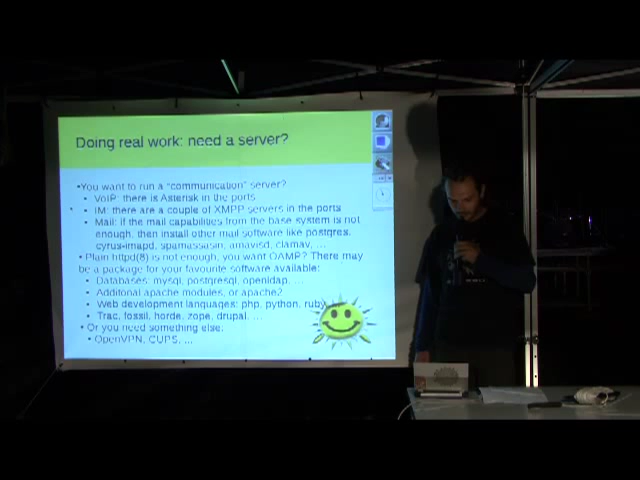 Doing real work: need a server?
•You want to run a "communication" server?
• VoIP: there is Asterisk in the ports
• IM: there are a couple of XMPP servers in the ports
• Mail: if the mail capabilities from the base system is not
enough, then install other mail software like postgres,
cyrus-imapd, spamassasin, amavisd, clamav, …
• Plain httpd(8) is not enough, you want OAMP? There may
be a package for your favourite software available:
• Databases: mysql, postgresql, openldap, …
• Additonal apache modules, or apache2
• Web development languages: php, python, ruby
• Trac, fossil, horde, zope, drupal, …
• Or you need something else:
• OpenVPN, CUPS, …